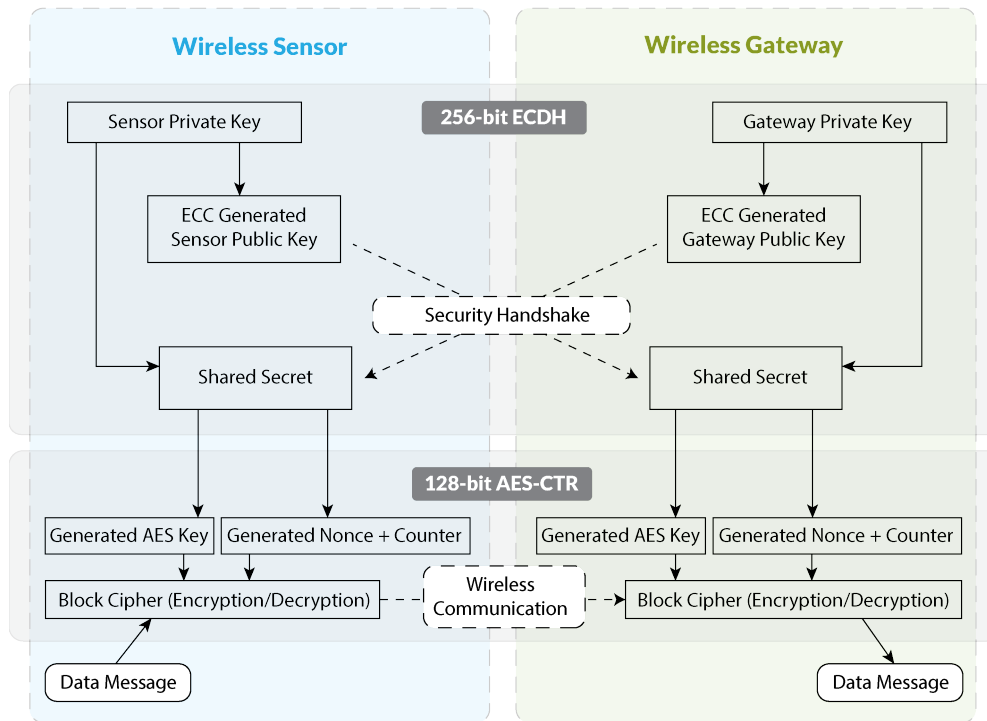 Wireless Sensor
Wireless Gateway
256-bit ECDH
Sensor Private Key
Gateway Private Key
ECC Generated
Sensor Public Key
ECC Generated
Gateway Public Key
Security Handshake
Shared Secret
Shared Secret
128-bit AES-CTR
Generated AES Key
Generated Nonce + Counter
Generated AES Key
Generated Nonce + Counter
Block Cipher (Encryption/Decryption)
Wireless
Communication
Block Cipher (Encryption/Decryption)
Data Message
Data Message